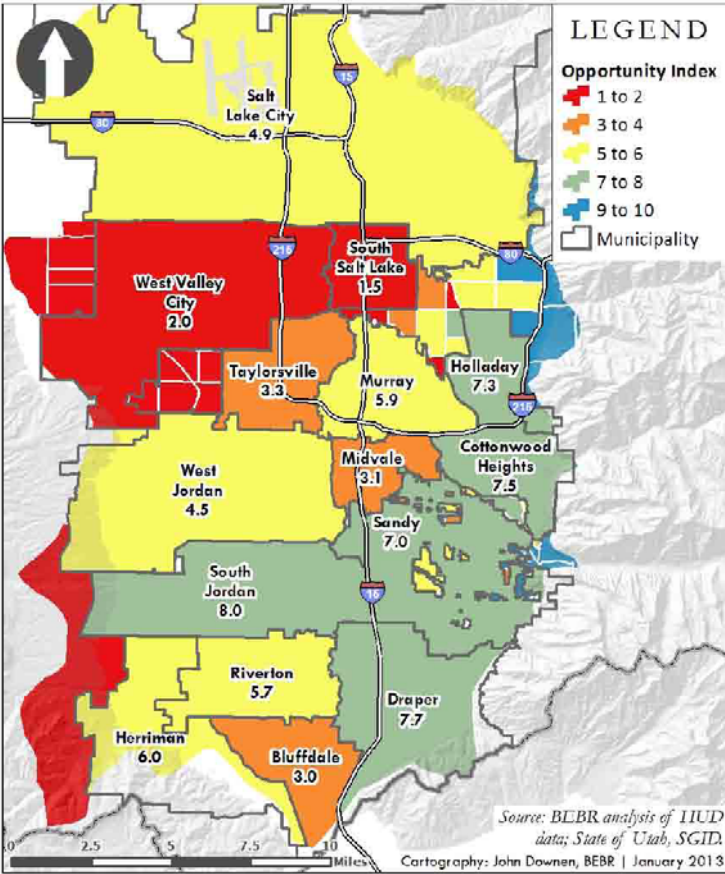 LEGEND
Opportunity Index
1 to 2
3 to 4
5 to 6
7 to 8
9 to 10
Municipality
15
Salt
Lake City
4.9
80
215
South
Salt Lake
1.5
80
West Valley
City
2.0
Taylorsville
3.3
Murray
5.9
Holladay
7.3
215
Midvale
3.1
Cottonwood
Heights
7.5
West
Jordan
4.5
Sandy
7.0
South
Jordan
8.0
15
Riverton
5.7
Draper
7.7
Herriman
6.0
Bluffdale
3.0
Source: BEBR analysis of HUD
data; State of Utah, SGID.
0 2.5 5 7.5 10
Miles
Cartography: John Downen, BEBR | January 2013